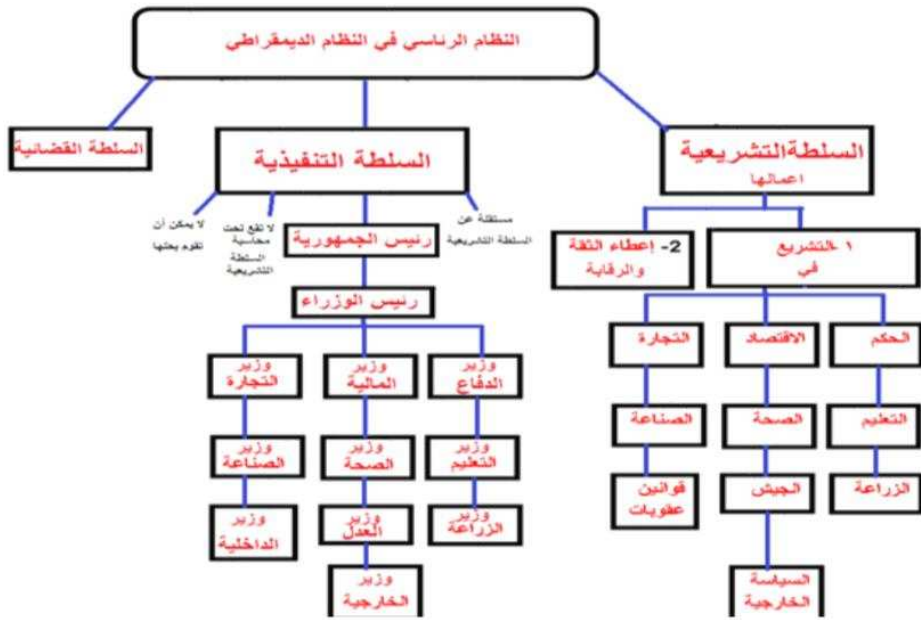 النظام الرئاسي في النظام الديمقراطي
السلطة التشريعية
اعمالها
السلطة التنفيذية
السلطة القضائية
مستقلة عن
السلطة التشريعية
لا تقع تحت
محاسبة
السلطة
التشريعية
لا يمكن أن
تقوم بحلها
١ -التشريع
في
2- إعطاء الثقة
والرقابة
رئيس الجمهورية
رئيس الوزراء
الحكم
الاقتصاد
التجارة
وزير
الدفاع
وزير
المالية
وزير
التجارة
التعليم
الصحة
الصناعة
وزير
التعليم
وزير
الصحة
وزير
الصناعة
الزراعة
الجيش
قوانين
عقوبات
وزير
الزراعة
وزير
العدل
وزير
الداخلية
السياسة
الخارجية
وزير
الخارجية